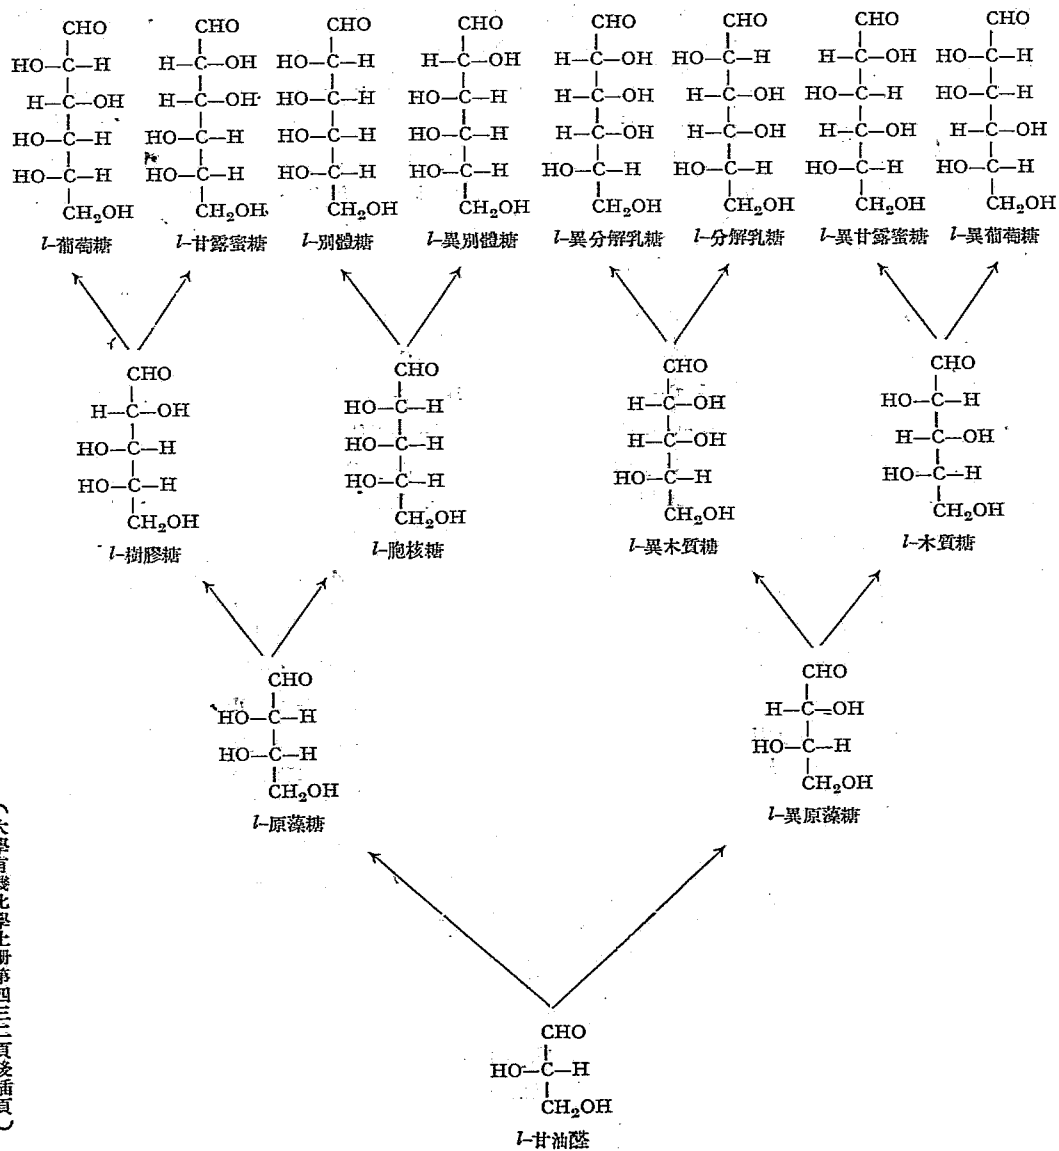 CHO CHO CHO CHO CHO CHO CHO CHO
HO—C—H H—C—OH HO—C—H H—C—OH H—C—OH HO—C—H H—C—OH HO—C—H
H—C—OH H—C—OH HO—C—H HO—C—H H—C—OH H—C—OH HO—C—H HO—C—H
HO—C—H HO—C—H HO—C—H HO—C—H H—C—OH H—C—OH H—C—OH H—C—OH
HO—C—H HO—C—H HO—C—H HO—C—H HO—C—H HO—C—H HO—C—H HO—C—H
CH₂OH CH₂OH CH₂OH CH₂OH CH₂OH CH₂OH CH₂OH CH₂OH
l-葡萄糖 l-甘露蜜糖 l-別體糖 l-異別體糖 l-異分解乳糖 l-分解乳糖 l-異甘露蜜糖 l-異葡萄糖
CHO CHO CHO CHO
H—C—OH HO—C—H H—C—OH HO—C—H
HO—C—H HO—C—H H—C—OH H—C—OH
HO—C—H HO—C—H HO—C—H HO—C—H
CH₂OH CH₂OH CH₂OH CH₂OH
l-樹膠糖 l-胞核糖 l-異木質糖 l-木質糖
CHO CHO
HO—C—H H—C—OH
HO—C—H HO—C—H
CH₂OH CH₂OH
l-原藻糖 l-異原藻糖
CHO
HO—C—H
CH₂OH
l-甘油醛